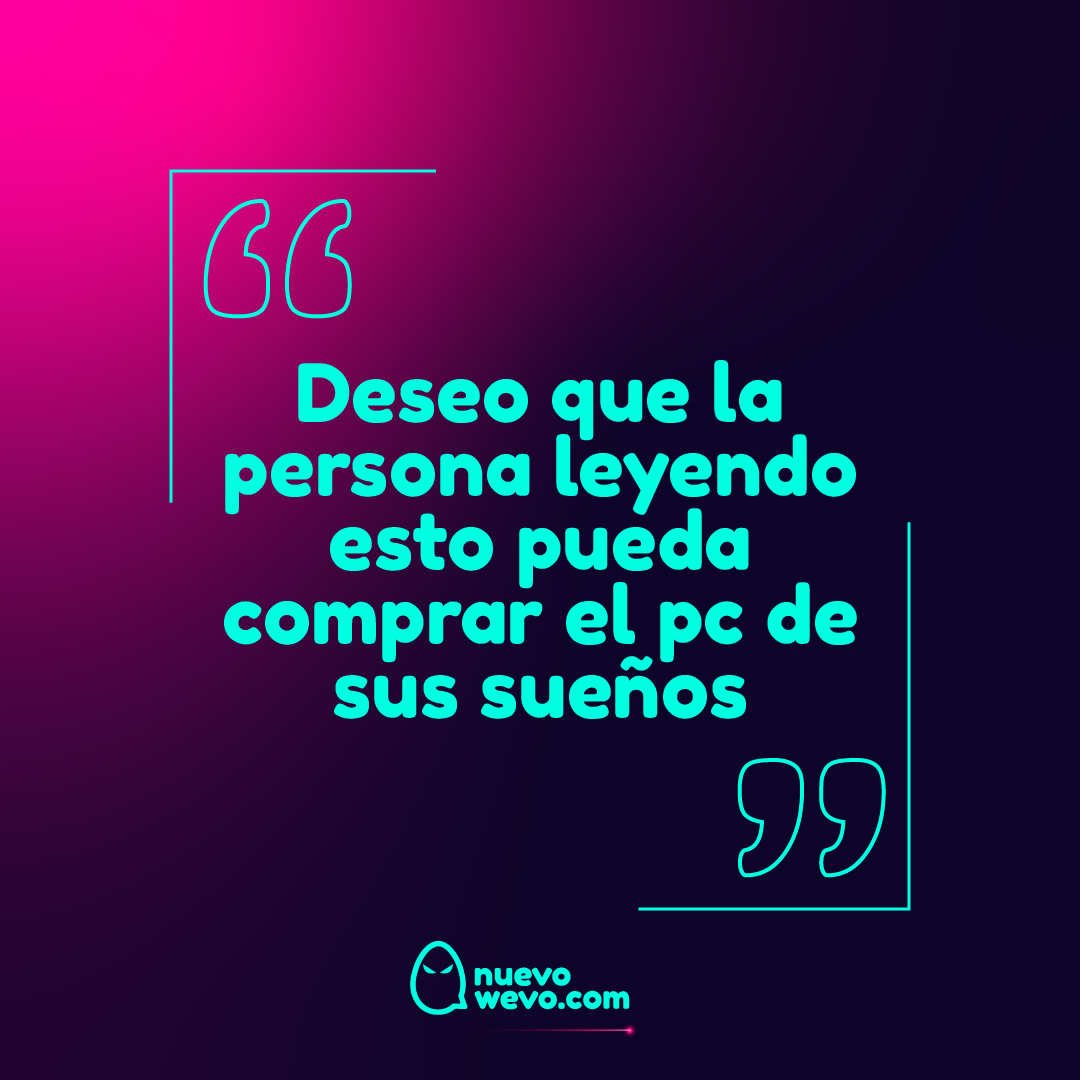 “
Deseo que la
persona leyendo
esto pueda
comprar el pc de
sus sueños
”
nuevo
wevo.com